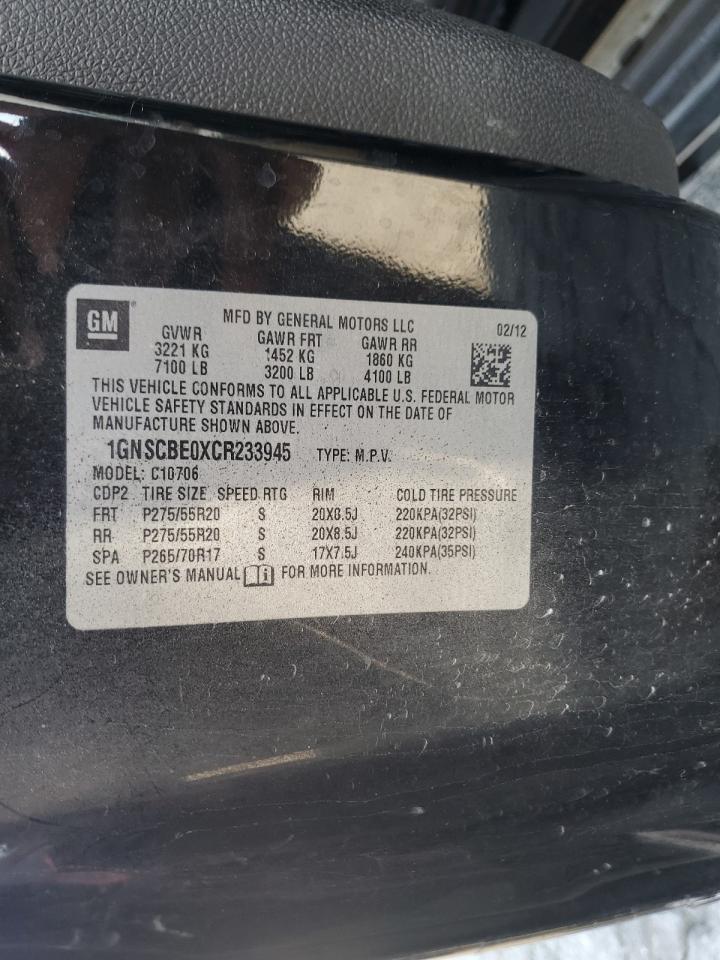 GM
MFD BY GENERAL MOTORS LLC
02/12
GVWR GAWR FRT GAWR RR
3221 KG 1452 KG 1860 KG
7100 LB 3200 LB 4100 LB
THIS VEHICLE CONFORMS TO ALL APPLICABLE U.S. FEDERAL MOTOR
VEHICLE SAFETY STANDARDS IN EFFECT ON THE DATE OF
MANUFACTURE SHOWN ABOVE.
1GNSCBE0XCR233945 TYPE: M.P.V.
MODEL: C10706
CDP2 TIRE SIZE SPEED RTG RIM COLD TIRE PRESSURE
FRT P275/55R20 S 20X8.5J 220KPA(32PSI)
RR P275/55R20 S 20X8.5J 220KPA(32PSI)
SPA P265/70R17 S 17X7.5J 240KPA(35PSI)
SEE OWNER'S MANUAL FOR MORE INFORMATION.